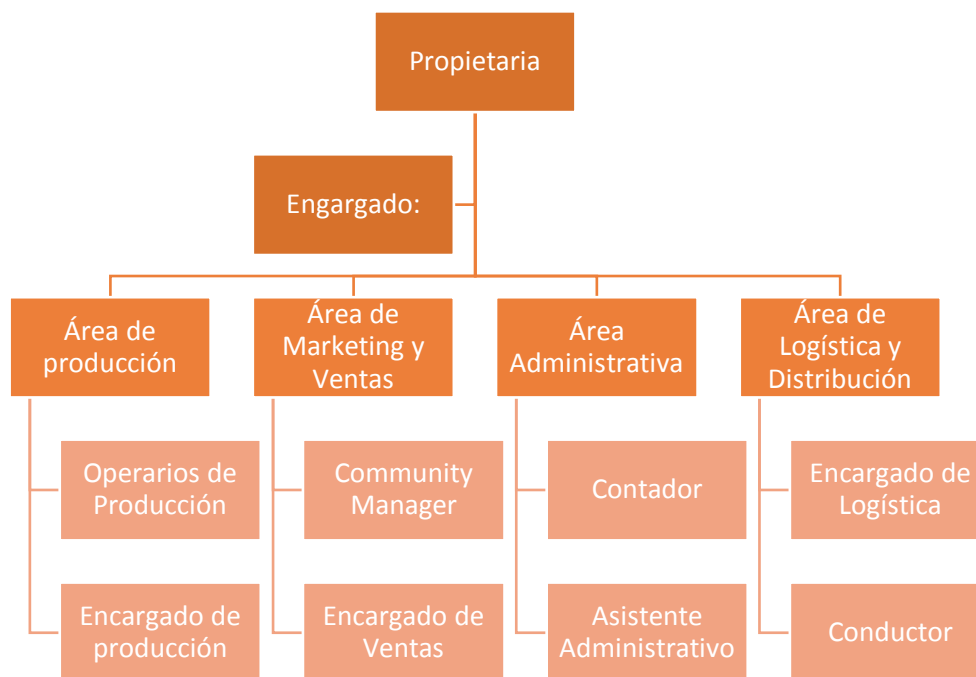 Propietaria
Engargado:
Área de
producción
Área de
Marketing y
Ventas
Área
Administrativa
Área de
Logística y
Distribución
Operarios de
Producción
Community
Manager
Contador
Encargado de
Logística
Encargado de
producción
Encargado de
Ventas
Asistente
Administrativo
Conductor